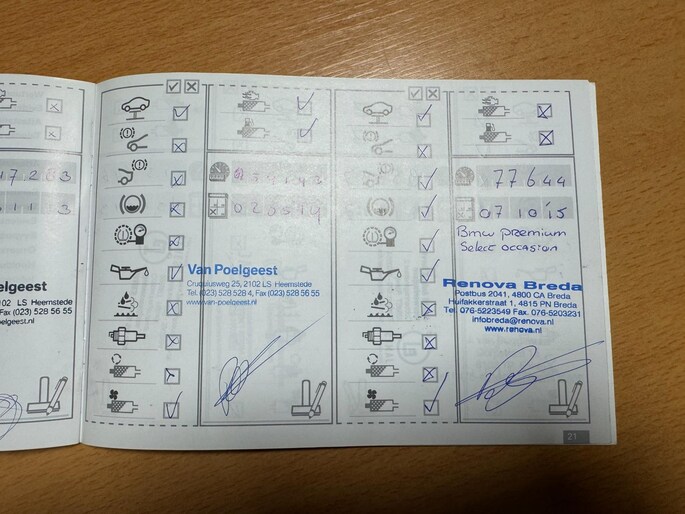 elgeest
102 LS Heemstede
Fax (023) 528 56 55
elgeest.nl
Van Poelgeest
Cruquiusweg 25, 2102 LS Heemstede
Tel. (023) 528 528 4, Fax (023) 528 56 55
www.van-poelgeest.nl
77644
07 10 15
Bmw premium
Select occasion
Renova Breda
Postbus 2041, 4800 CA Breda
Huifakkerstraat 1, 4815 PN Breda
Tel. 076-5223549 Fax. 076-5203231
infobreda@renova.nl
www.renova.nl
21